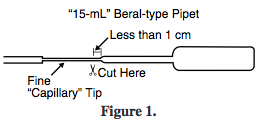 “15-mL” Beral-type Pipet
Less than 1 cm
Cut Here
Fine
“Capillary” Tip
Figure 1.